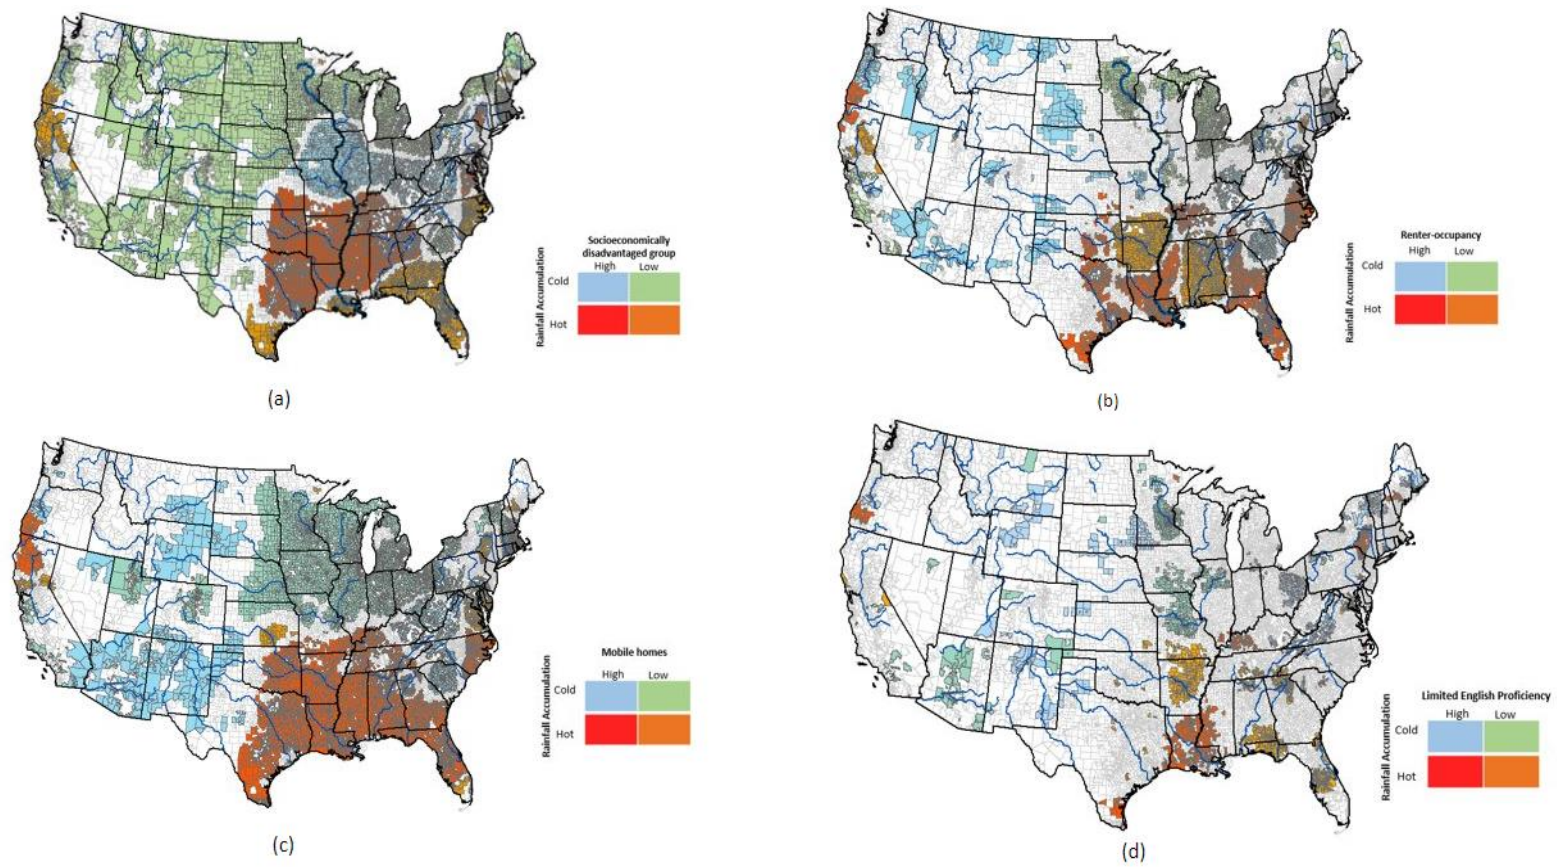 Socioeconomically
disadvantaged group
High Low
Cold
Hot
Rainfall Accumulation
(a)
Renter-occupancy
High Low
Cold
Hot
Rainfall Accumulation
(b)
Mobile homes
High Low
Cold
Hot
Rainfall Accumulation
(c)
Limited English Proficiency
High Low
Cold
Hot
Rainfall Accumulation
(d)